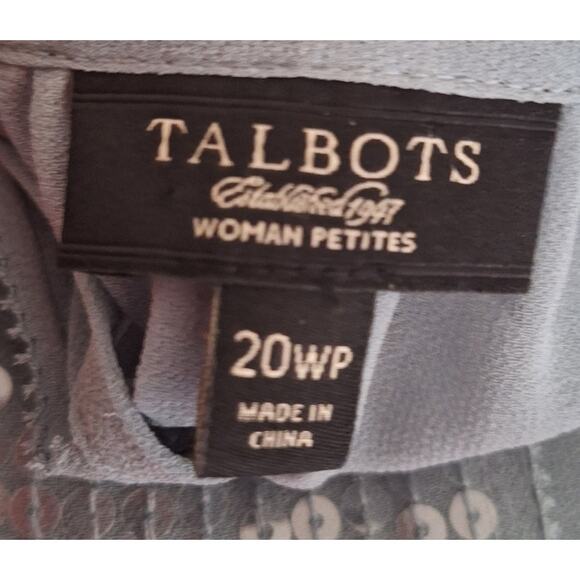 TALBOTS
Established 1947
WOMAN PETITES
20WP
MADE IN
CHINA